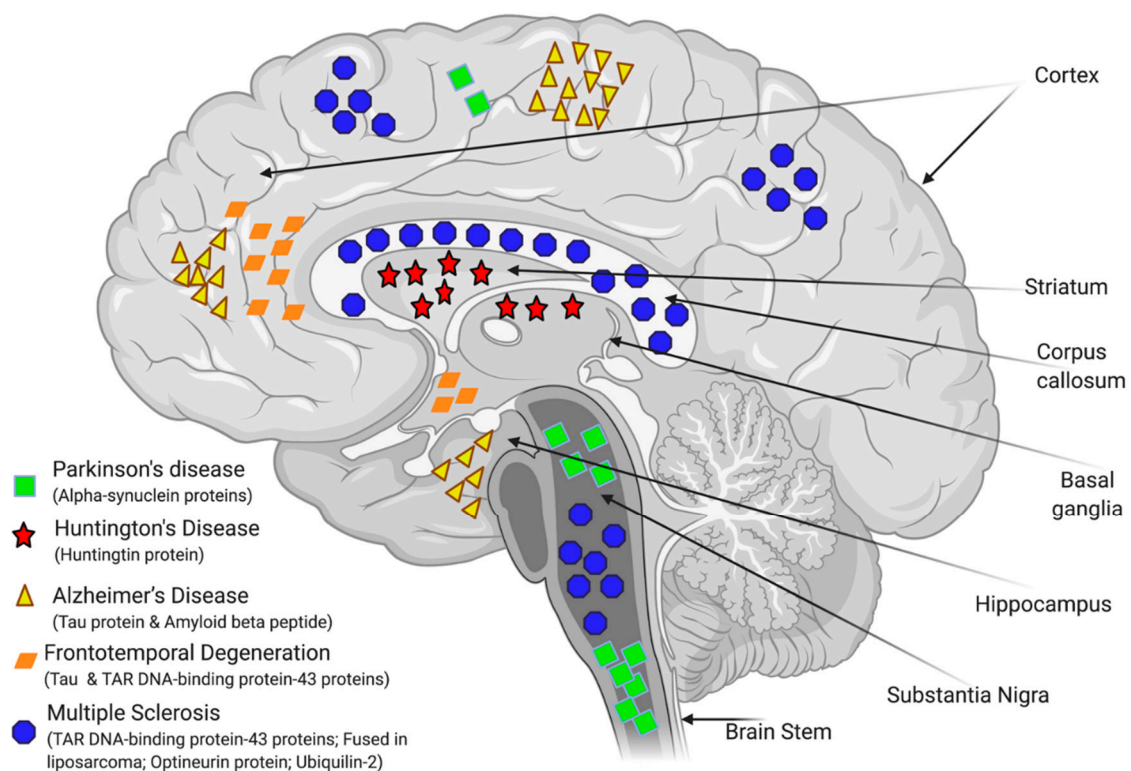 Cortex
Striatum
Corpus
callosum
Basal
ganglia
Hippocampus
Substantia Nigra
Brain Stem
Parkinson's disease
(Alpha-synuclein proteins)
Huntington's Disease
(Huntingtin protein)
Alzheimer's Disease
(Tau protein & Amyloid beta peptide)
Frontotemporal Degeneration
(Tau & TAR DNA-binding protein-43 proteins)
Multiple Sclerosis
(TAR DNA-binding protein-43 proteins; Fused in
liposarcoma; Optineurin protein; Ubiquilin-2)